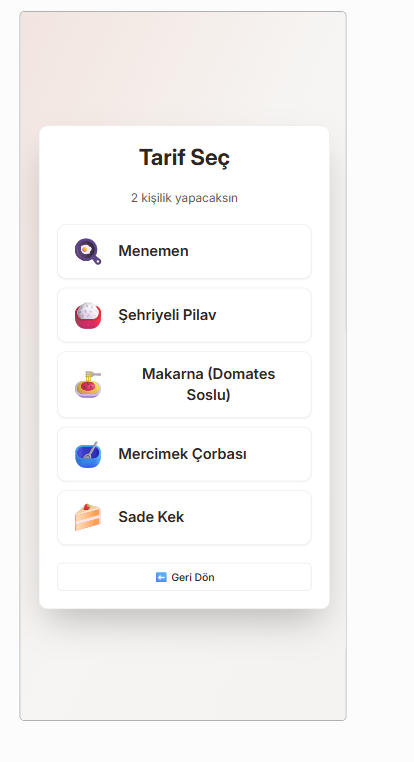 Tarif Seç
2 kişilik yapacaksın
Menemen
Şehriyeli Pilav
Makarna (Domates
Soslu)
Mercimek Çorbası
Sade Kek
Geri Dön